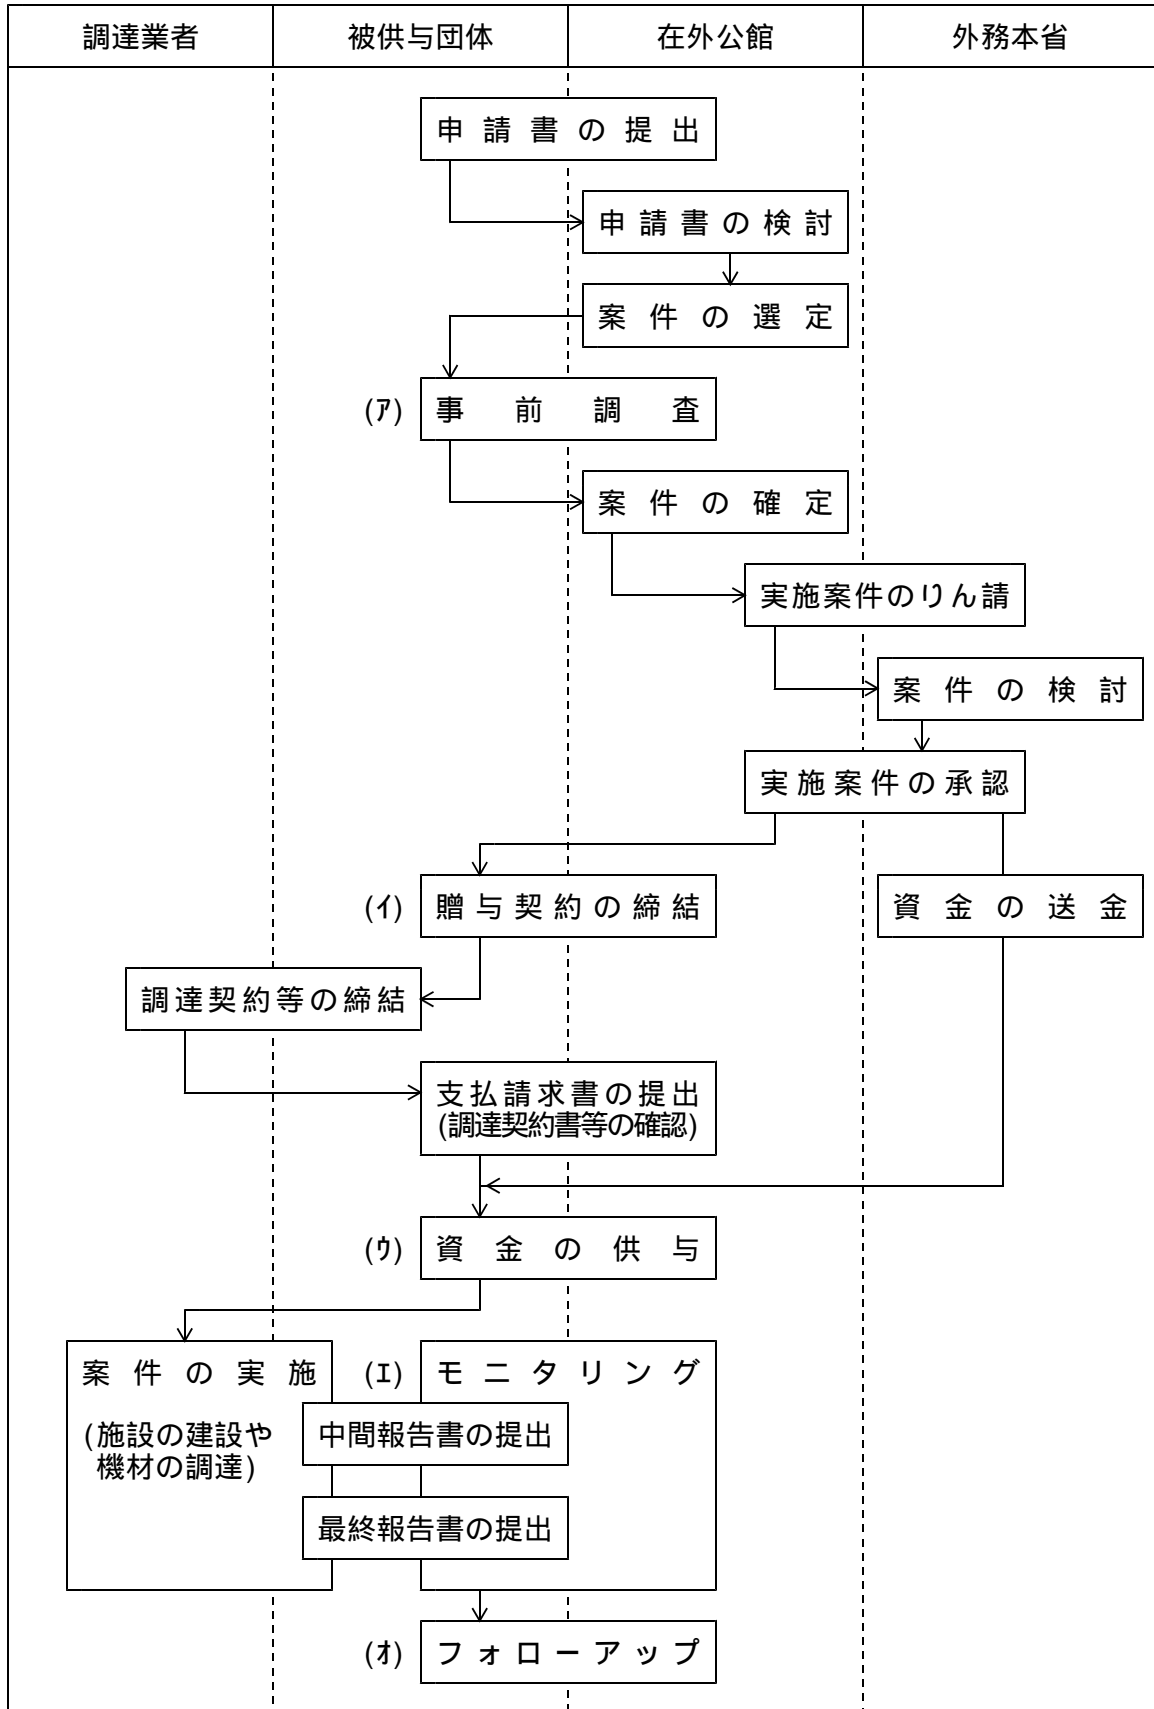 調達業者 被供与団体 在外公館 外務本省
申請書の提出
申請書の検討
案件の選定
(ア) 事前調査
案件の確定
実施案件のりん請
案件の検討
実施案件の承認
(イ) 贈与契約の締結 資金の送金
調達契約等の締結
支払請求書の提出
(調達契約書等の確認)
(ウ) 資金の供与
案件の実施 (エ) モニタリング
(施設の建設や 中間報告書の提出
機材の調達)
最終報告書の提出
(オ) フォローアップ